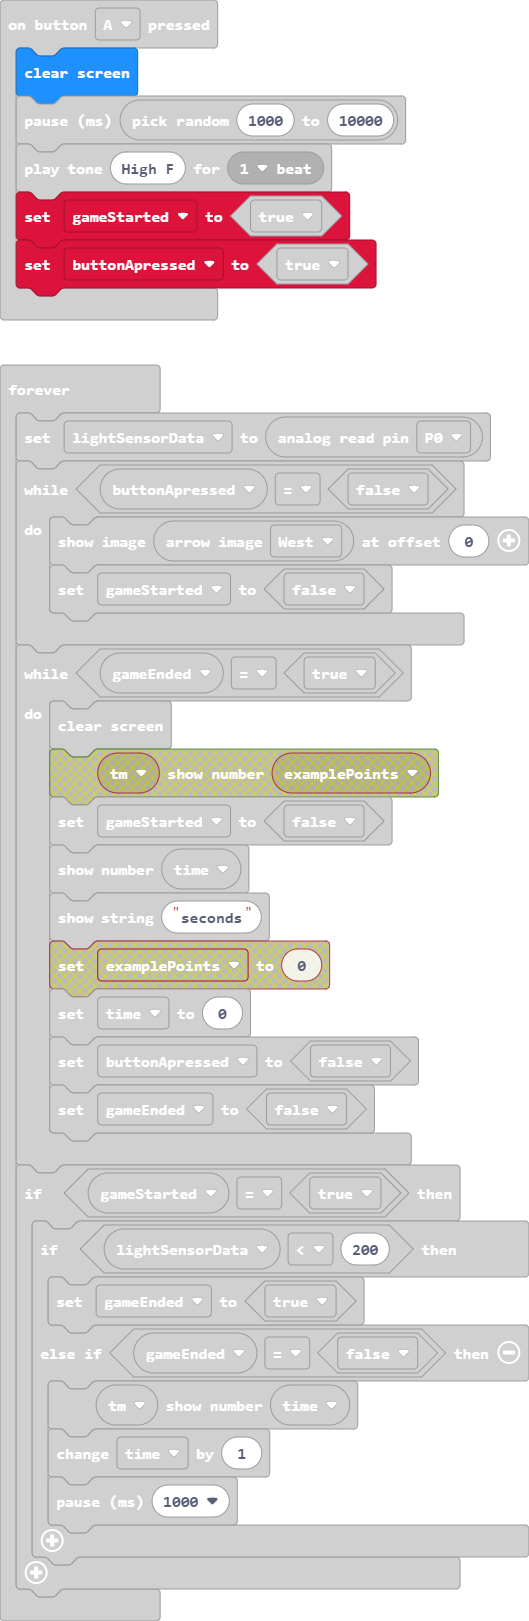 on button A pressed
clear screen
pause (ms) pick random 1000 to 10000
play tone High F for 1 beat
set gameStarted to true
set buttonApressed to true
forever
set lightSensorData to analog read pin P0
while buttonApressed = false
do
show image arrow image West at offset 0
set gameStarted to false
while gameEnded = true
do
clear screen
tm show number examplePoints
set gameStarted to false
show number time
show string "seconds"
set examplePoints to 0
set time to 0
set buttonApressed to false
set gameEnded to false
if gameStarted = true then
if lightSensorData < 200 then
set gameEnded to true
else if gameEnded = false then
tm show number time
change time by 1
pause (ms) 1000